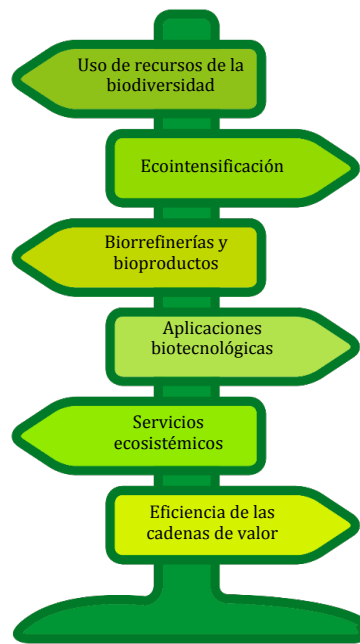 Uso de recursos de la
biodiversidad
Ecointensificación
Biorrefinerías y
bioproductos
Aplicaciones
biotecnológicas
Servicios
ecosistémicos
Eficiencia de las
cadenas de valor